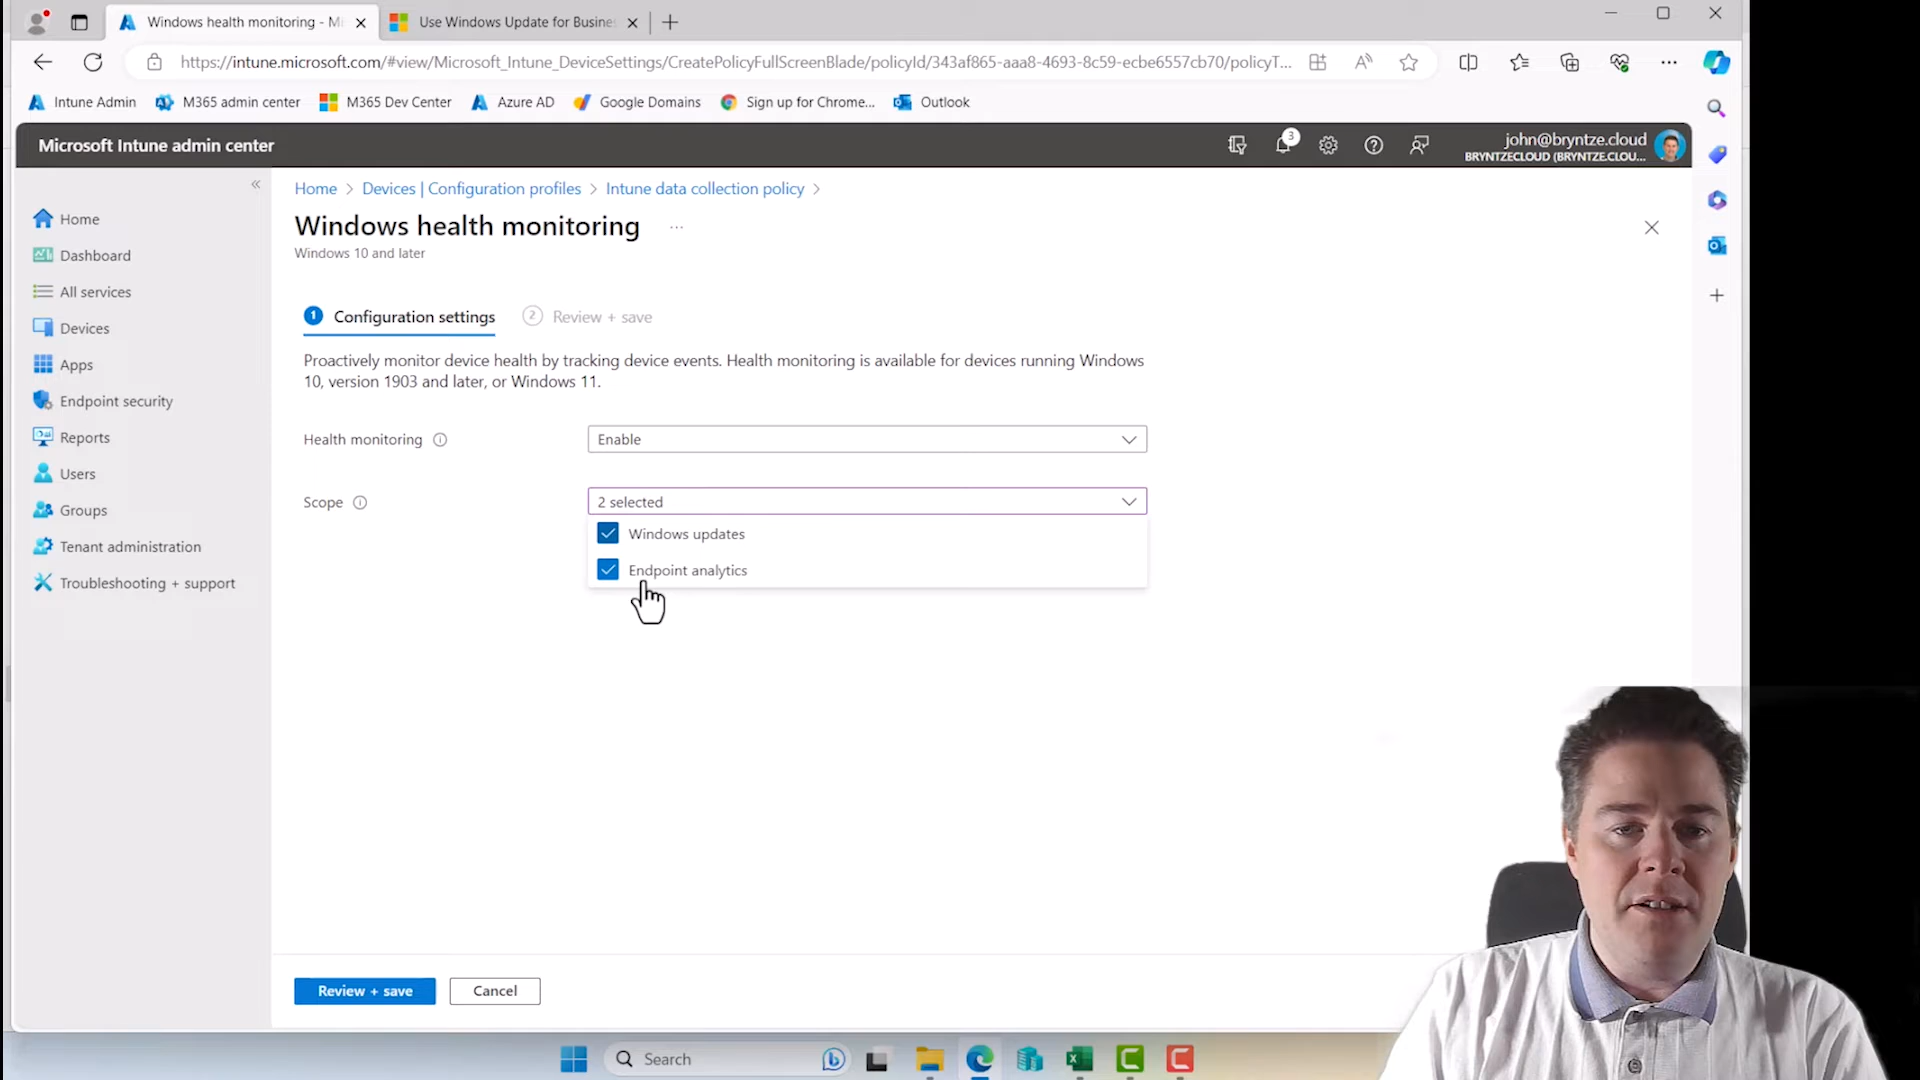 Windows health monitoring - M
Use Windows Update for Busine
https://intune.microsoft.com/#view/Microsoft_Intune_DeviceSettings/CreatePolicyFullScreenBlade/policyId/343af865-aaa8-4693-8c59-ecbe6557cb70/policyT...
Intune Admin
M365 admin center
M365 Dev Center
Azure AD
Google Domains
Sign up for Chrome...
Outlook
Microsoft Intune admin center
3
john@bryntze.cloud
BRYNTZECLOUD (BRYNTZE.CLOU...
Home > Devices | Configuration profiles > Intune data collection policy >
Windows health monitoring ...
Windows 10 and later
Home
Dashboard
All services
Devices
Apps
Endpoint security
Reports
Users
Groups
Tenant administration
Troubleshooting + support
1 Configuration settings
2 Review + save
Proactively monitor device health by tracking device events. Health monitoring is available for devices running Windows
10, version 1903 and later, or Windows 11.
Health monitoring
Enable
Scope
2 selected
Windows updates
Endpoint analytics
Review + save
Cancel
Search